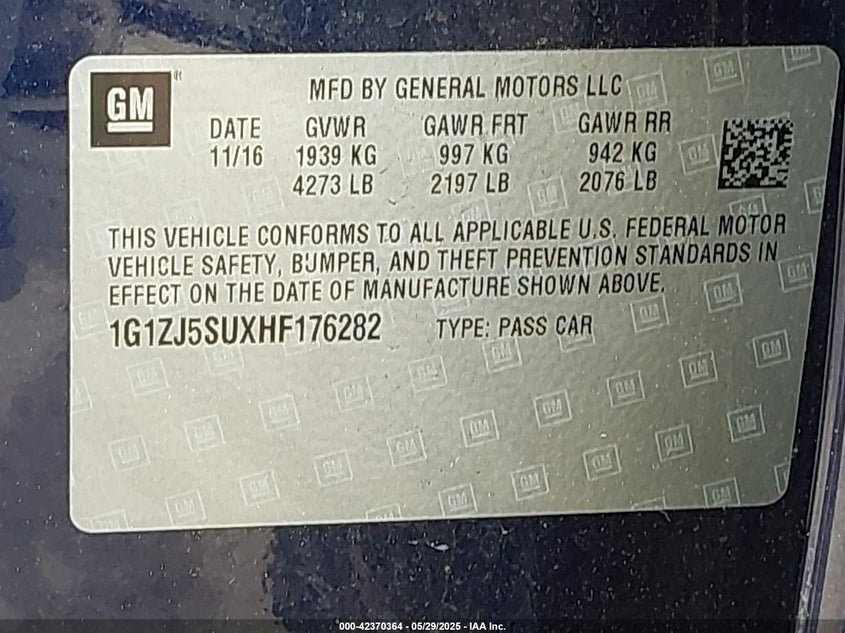 GM
MFD BY GENERAL MOTORS LLC
DATE GVWR GAWR FRT GAWR RR
11/16 1939 KG 997 KG 942 KG
4273 LB 2197 LB 2076 LB
THIS VEHICLE CONFORMS TO ALL APPLICABLE U.S. FEDERAL MOTOR
VEHICLE SAFETY, BUMPER, AND THEFT PREVENTION STANDARDS IN
EFFECT ON THE DATE OF MANUFACTURE SHOWN ABOVE.
1G1ZJ5SUXHF176282 TYPE: PASS CAR
000-42370364 - 05/29/2025 - IAA Inc.